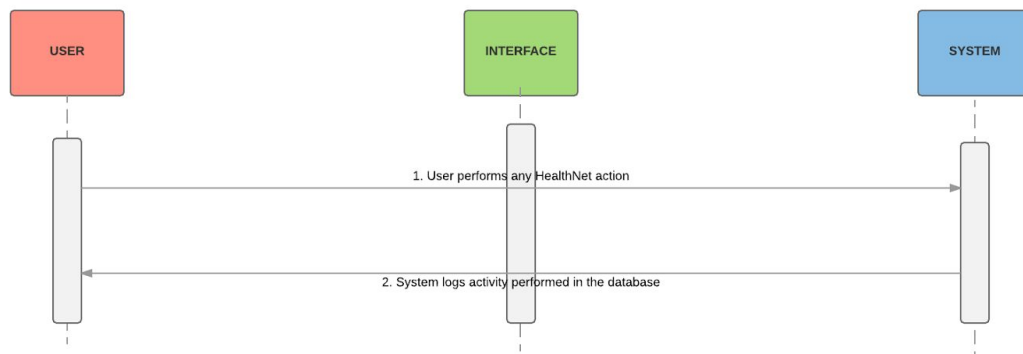 USER
INTERFACE
SYSTEM
1. User performs any HealthNet action
2. System logs activity performed in the database